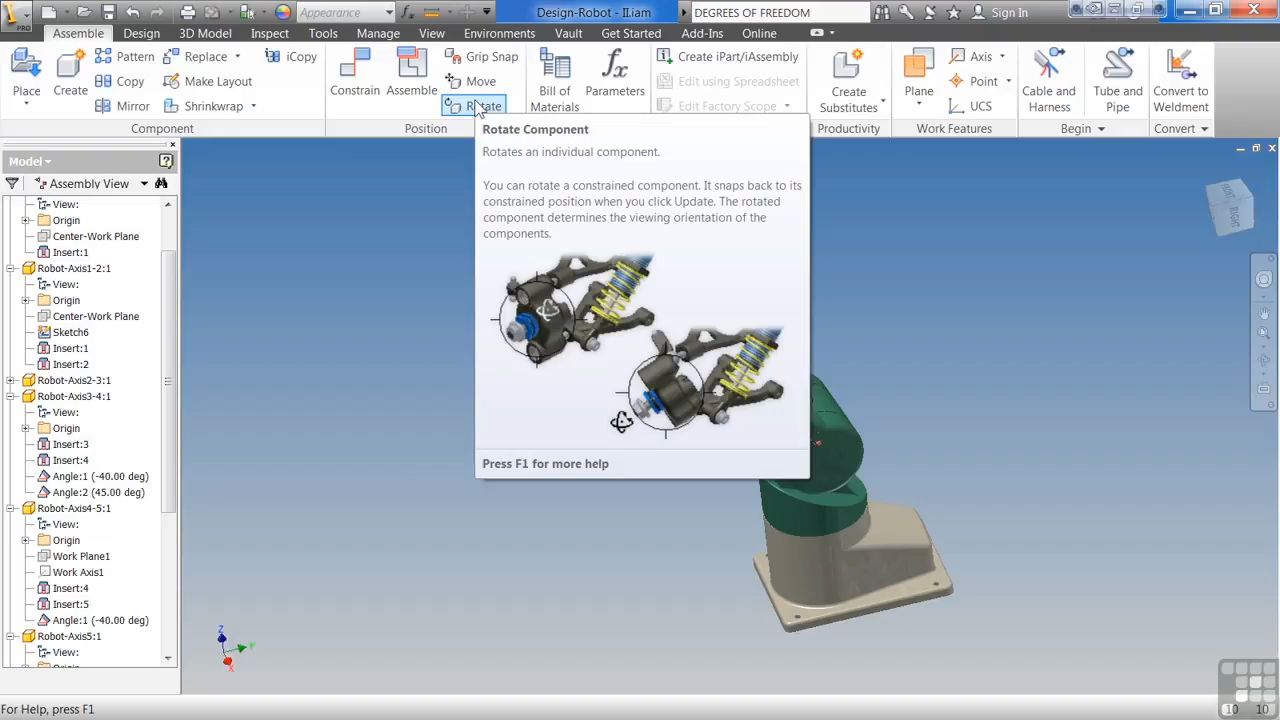 Appearance
Design-Robot - II.iam
DEGREES OF FREEDOM
Sign In
PRO
Assemble
Design
3D Model
Inspect
Tools
Manage
View
Environments
Vault
Get Started
Add-Ins
Online
Place
Create
Pattern
Copy
Mirror
Replace
Make Layout
Shrinkwrap
iCopy
Component
Constrain
Assemble
Grip Snap
Move
Rotate
Position
Bill of
Materials
Parameters
Create iPart/iAssembly
Edit using Spreadsheet
Edit Factory Scope
Create
Substitutes
Productivity
Plane
Axis
Point
UCS
Work Features
Cable and
Harness
Tube and
Pipe
Begin
Convert to
Weldment
Convert
Model
Assembly View
View:
Origin
Center-Work Plane
Insert:1
Robot-Axis1-2:1
View:
Origin
Center-Work Plane
Sketch6
Insert:1
Insert:2
Robot-Axis2-3:1
Robot-Axis3-4:1
View:
Origin
Insert:3
Insert:4
Angle:1 (-40.00 deg)
Angle:2 (45.00 deg)
Robot-Axis4-5:1
View:
Origin
Work Plane1
Work Axis1
Insert:4
Insert:5
Angle:1 (-40.00 deg)
Robot-Axis5:1
View:
Rotate Component
Rotates an individual component.
You can rotate a constrained component. It snaps back to its
constrained position when you click Update. The rotated
component determines the viewing orientation of the
components.
Press F1 for more help
RIGHT
Z
Y
X
For Help, press F1
10 10